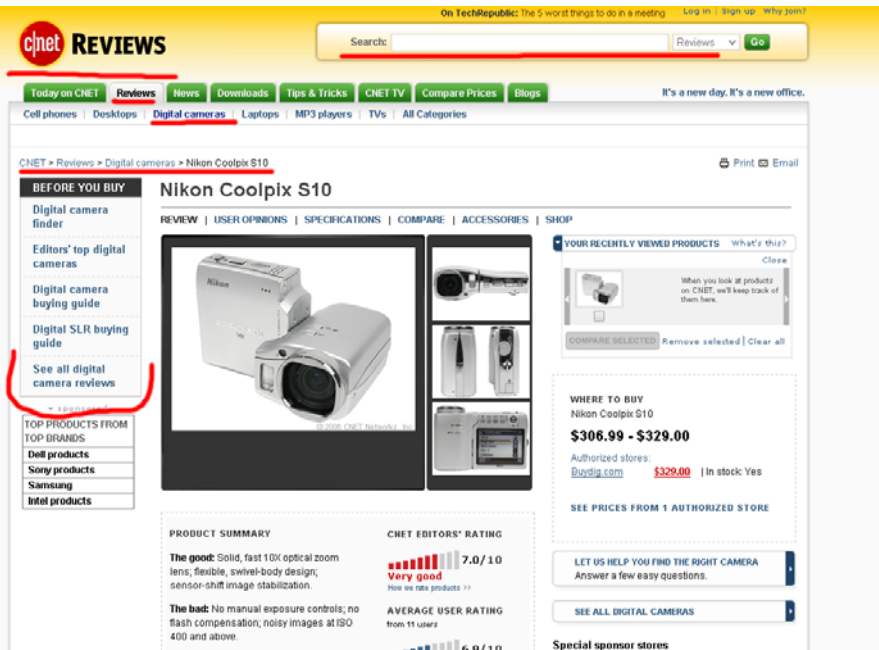 On TechRepublic: The 5 worst things to do in a meeting
Log in | Sign up Why join?
c|net REVIEWS
Search:
Reviews
Go
Today on CNET
Reviews
News
Downloads
Tips & Tricks
CNET TV
Compare Prices
Blogs
It's a new day. It's a new office.
Cell phones | Desktops | Digital cameras | Laptops | MP3 players | TVs | All Categories
CNET > Reviews > Digital cameras > Nikon Coolpix S10
Print Email
BEFORE YOU BUY
Digital camera
finder
Editors' top digital
cameras
Digital camera
buying guide
Digital SLR buying
guide
See all digital
camera reviews
TOP PRODUCTS FROM
TOP BRANDS
Dell products
Sony products
Samsung
Intel products
Nikon Coolpix S10
REVIEW | USER OPINIONS | SPECIFICATIONS | COMPARE | ACCESSORIES | SHOP
Nikon
© 2006 CNET Networks, Inc.
YOUR RECENTLY VIEWED PRODUCTS What's this?
Close
When you look at products
on CNET, we'll keep track of
them here.
COMPARE SELECTED Remove selected | Clear all
WHERE TO BUY
Nikon Coolpix S10
$306.99 - $329.00
Authorized stores:
Buydig.com $329.00 | In stock: Yes
SEE PRICES FROM 1 AUTHORIZED STORE
PRODUCT SUMMARY
The good: Solid, fast 10X optical zoom
lens; flexible, swivel-body design;
sensor-shift image stabilization.
The bad: No manual exposure controls; no
flash compensation; noisy images at ISO
400 and above.
CNET EDITORS' RATING
7.0/10
Very good
How we rate products >>
AVERAGE USER RATING
from 11 users
6.9/10
LET US HELP YOU FIND THE RIGHT CAMERA
Answer a few easy questions.
SEE ALL DIGITAL CAMERAS
Special sponsor stores